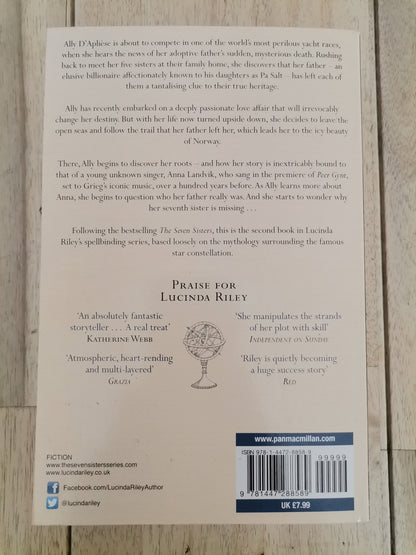 Ally D'Aplièse is about to compete in one of the world's most perilous yacht races,
when she hears the news of her adoptive father's sudden, mysterious death. Rushing
back to meet her five sisters at their family home, she discovers that her father – an
elusive billionaire affectionately known to his daughters as Pa Salt – has left each of
them a tantalising clue to their true heritage.
Ally has recently embarked on a deeply passionate love affair that will irrevocably
change her destiny. But with her life now turned upside down, she decides to leave the
open seas and follow the trail that her father left her, which leads her to the icy beauty
of Norway.
There, Ally begins to discover her roots – and how her story is inextricably bound to
that of a young unknown singer, Anna Landvik, who sang in the premiere of Peer Gynt,
set to Grieg's iconic music, over a hundred years before. As Ally learns more about
Anna, she begins to question who her father really was. And she starts to wonder why
her seventh sister is missing . . .
Following the bestselling The Seven Sisters, this is the second book in Lucinda
Riley's spellbinding series, based loosely on the mythology surrounding the famous
star constellation.
PRAISE FOR
LUCINDA RILEY
'An absolutely fantastic
storyteller . . . A real treat'
KATHERINE WEBB
'She manipulates the strands
of her plot with skill'
INDEPENDENT ON SUNDAY
'Atmospheric, heart-rending
and multi-layered'
GRAZIA
'Riley is quietly becoming
a huge success story'
RED
FICTION
www.thesevensistersseries.com
www.lucindariley.co.uk
Facebook.com/LucindaRileyAuthor
@lucindariley
www.panmacmillan.com
ISBN 978-1-4472-8858-9
99999
9 781447 288589
UK £7.99